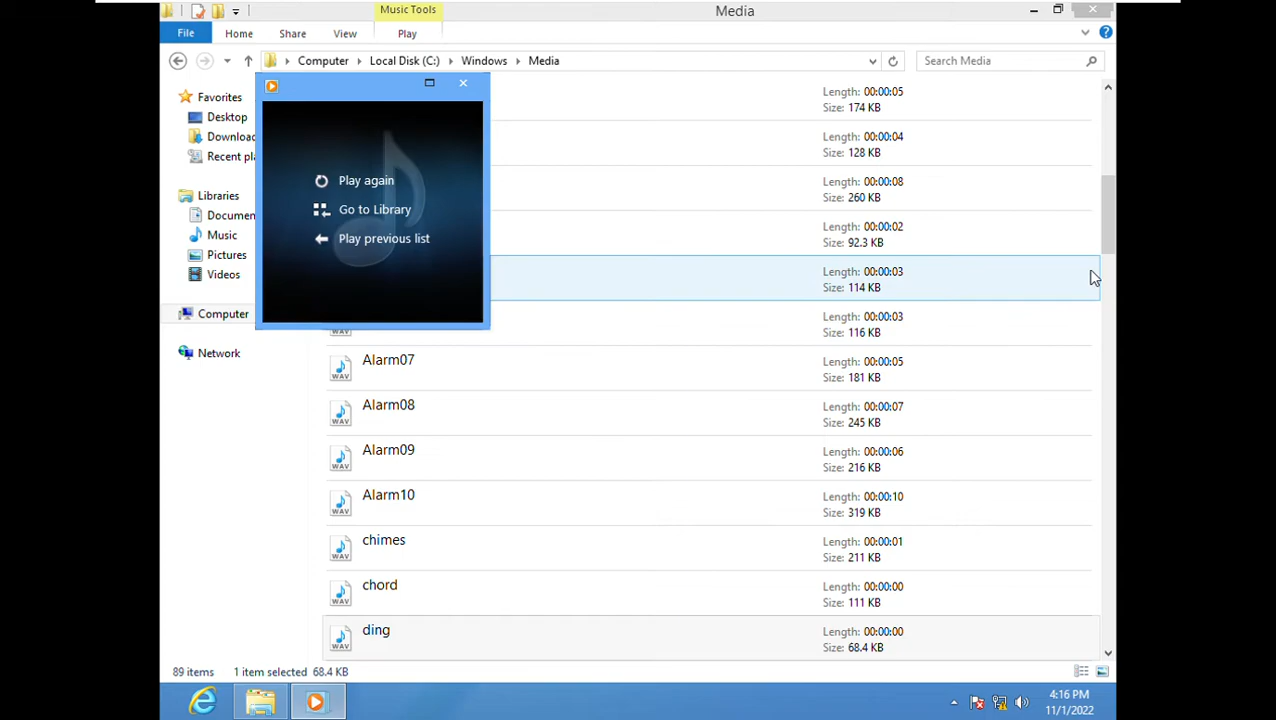 Music Tools
Media
File
Home
Share
View
Play
Computer
Local Disk (C:)
Windows
Media
Search Media
Favorites
Desktop
Recent
Libraries
Music
Pictures
Videos
Computer
Network
Play again
Go to Library
Play previous list
Length: 00:00:05
Size: 174 KB
Length: 00:00:04
Size: 128 KB
Length: 00:00:08
Size: 260 KB
Length: 00:00:02
Size: 92.3 KB
Length: 00:00:03
Size: 114 KB
Length: 00:00:03
Size: 116 KB
WAV
Alarm07
Length: 00:00:05
Size: 181 KB
WAV
Alarm08
Length: 00:00:07
Size: 245 KB
WAV
Alarm09
Length: 00:00:06
Size: 216 KB
WAV
Alarm10
Length: 00:00:10
Size: 319 KB
WAV
chimes
Length: 00:00:01
Size: 211 KB
WAV
chord
Length: 00:00:00
Size: 111 KB
WAV
ding
Length: 00:00:00
Size: 68.4 KB
89 items 1 item selected 68.4 KB
4:16 PM
11/1/2022